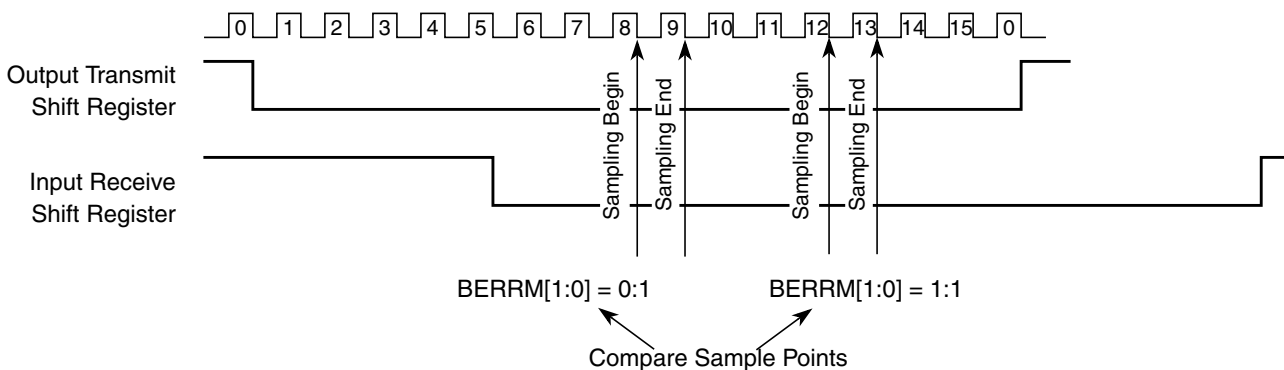 0 1 2 3 4 5 6 7 8 9 10 11 12 13 14 15 0
Output Transmit
Shift Register
Input Receive
Shift Register
Sampling Begin
Sampling End
Sampling Begin
Sampling End
BERRM[1:0] = 0:1
BERRM[1:0] = 1:1
Compare Sample Points